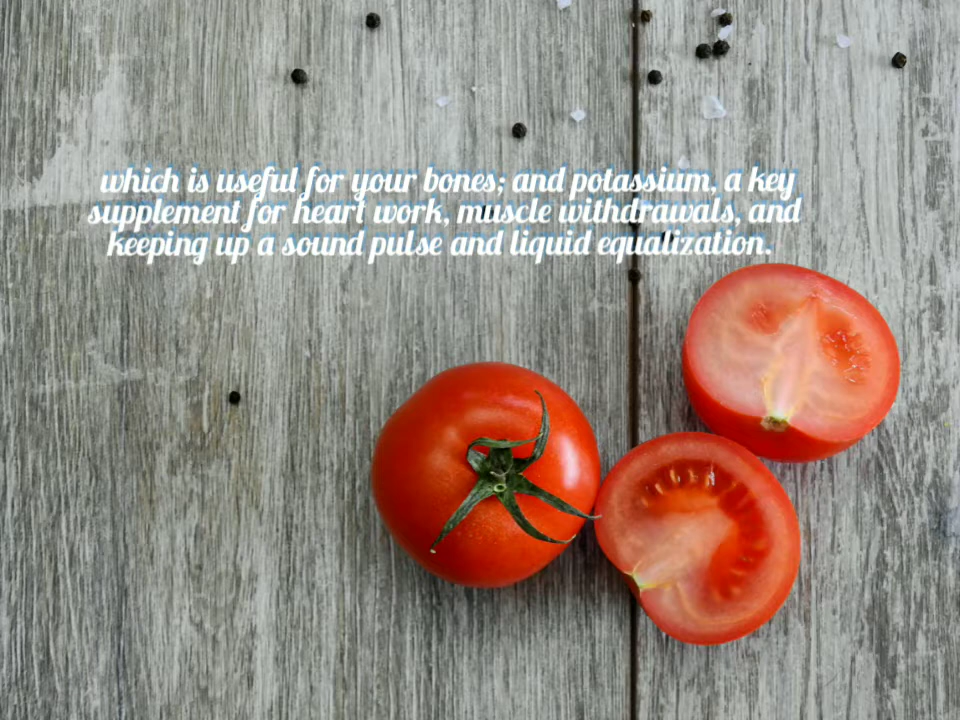 which is useful for your bones; and potassium, a key
supplement for heart work, muscle withdrawals, and
keeping up a sound pulse and liquid equalization.